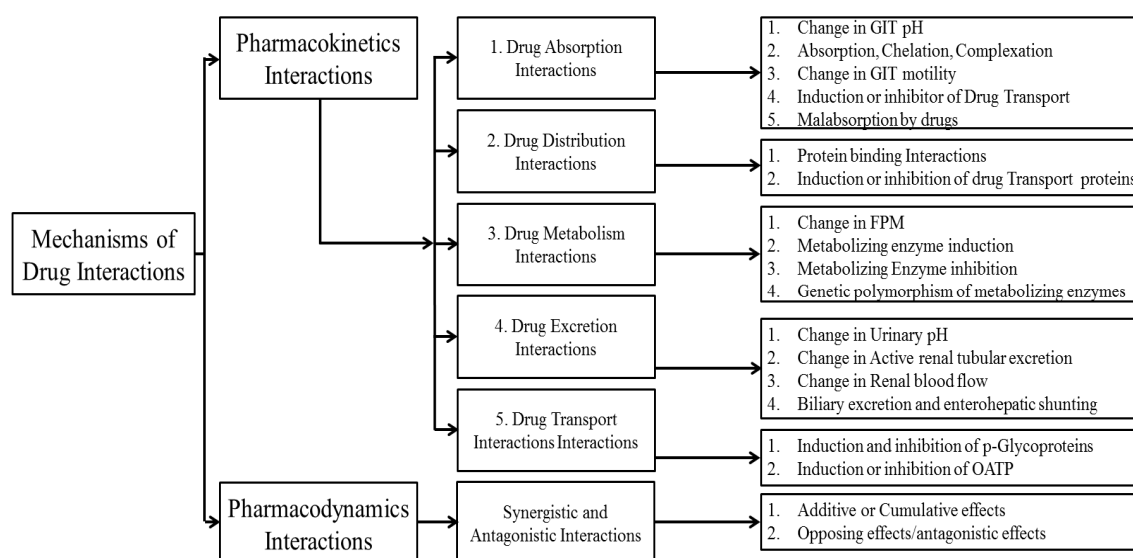 Mechanisms of
Drug Interactions
Pharmacokinetics
Interactions
1. Drug Absorption
Interactions
1. Change in GIT pH
2. Absorption, Chelation, Complexation
3. Change in GIT motility
4. Induction or inhibitor of Drug Transport
5. Malabsorption by drugs
2. Drug Distribution
Interactions
1. Protein binding Interactions
2. Induction or inhibition of drug Transport proteins
3. Drug Metabolism
Interactions
1. Change in FPM
2. Metabolizing enzyme induction
3. Metabolizing Enzyme inhibition
4. Genetic polymorphism of metabolizing enzymes
4. Drug Excretion
Interactions
1. Change in Urinary pH
2. Change in Active renal tubular excretion
3. Change in Renal blood flow
4. Biliary excretion and enterohepatic shunting
5. Drug Transport
Interactions Interactions
1. Induction and inhibition of p-Glycoproteins
2. Induction or inhibition of OATP
Pharmacodynamics
Interactions
Synergistic and
Antagonistic Interactions
1. Additive or Cumulative effects
2. Opposing effects/antagonistic effects